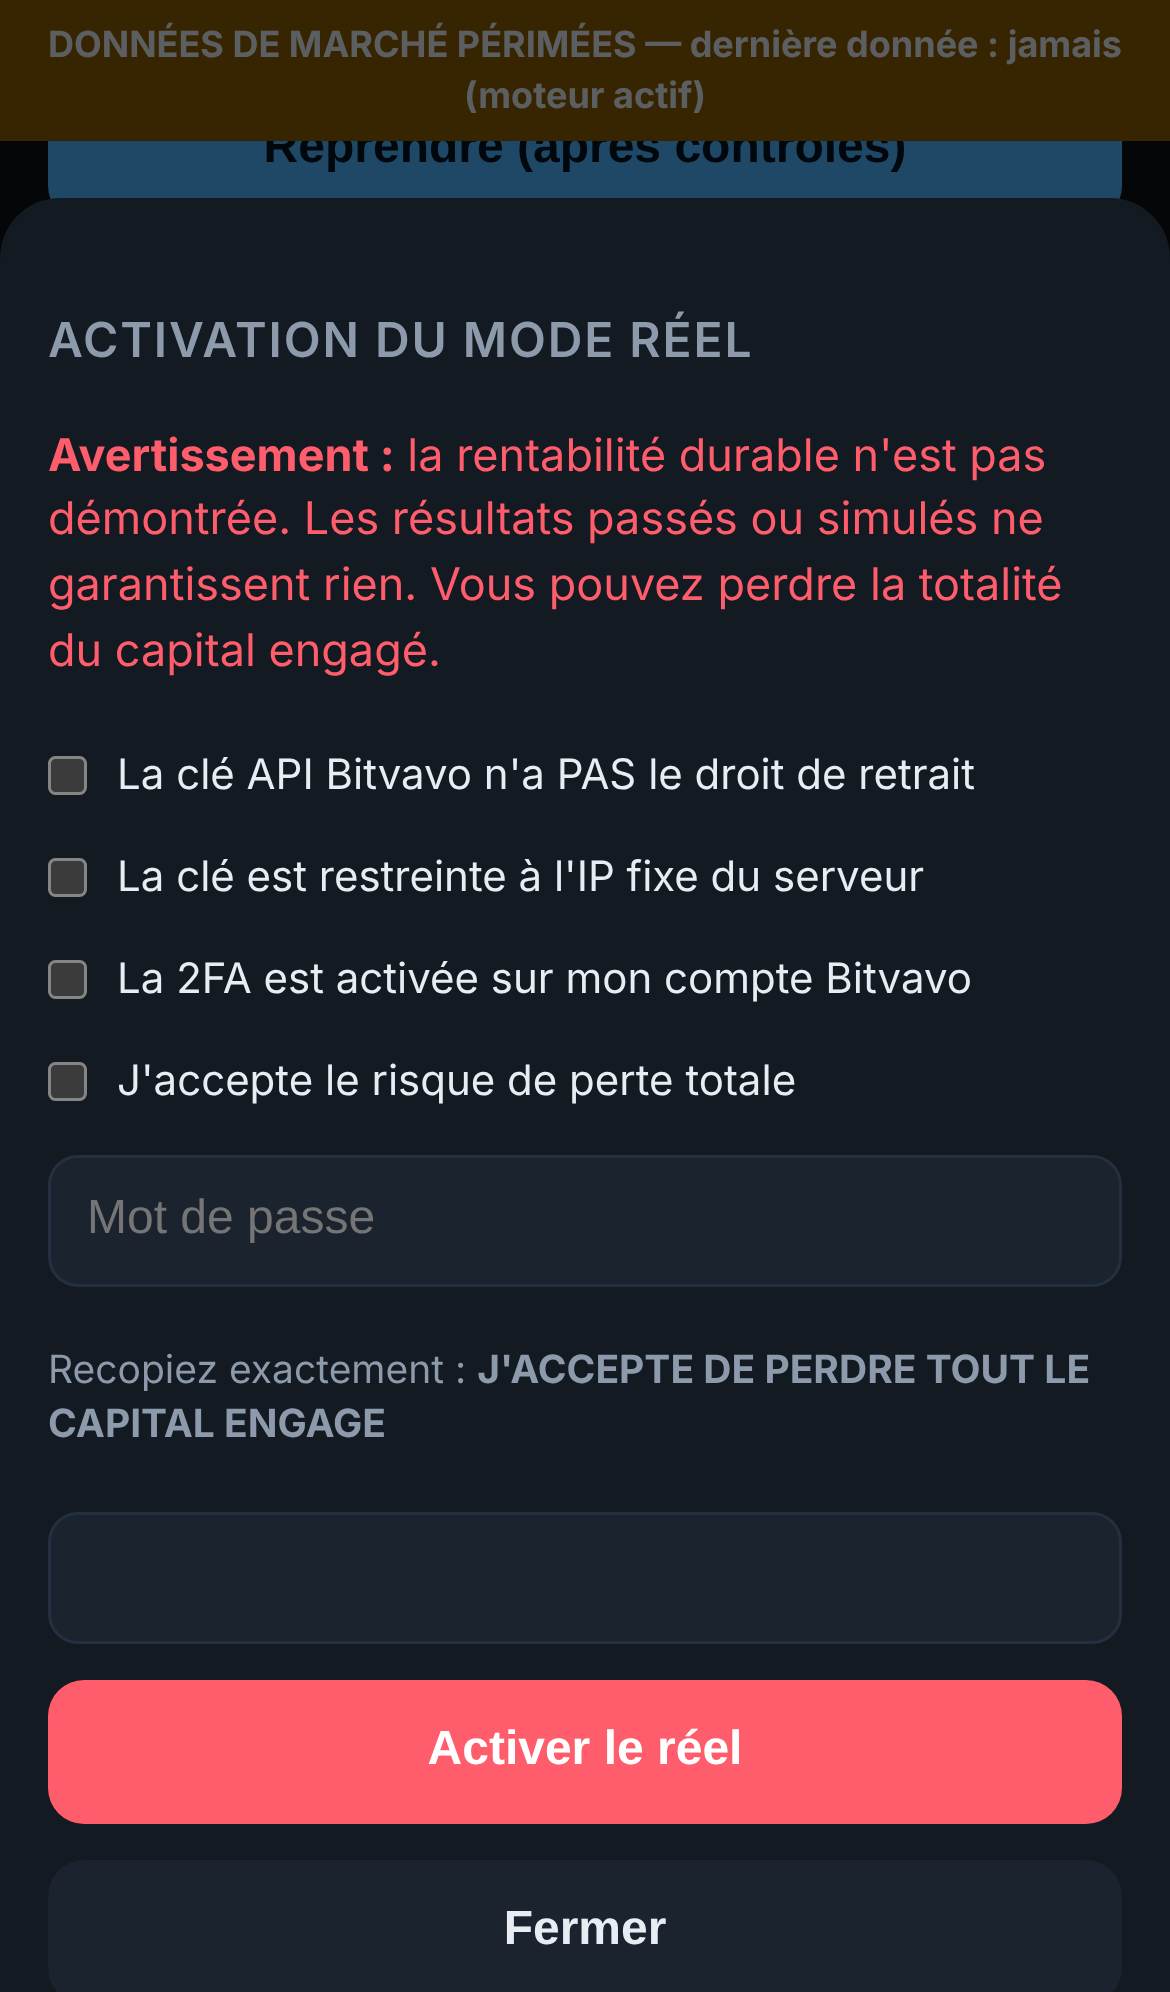 DONNÉES DE MARCHÉ PÉRIMÉES — dernière donnée : jamais
(moteur actif)
Reprendre (après contrôles)
ACTIVATION DU MODE RÉEL
Avertissement : la rentabilité durable n'est pas
démontrée. Les résultats passés ou simulés ne
garantissent rien. Vous pouvez perdre la totalité
du capital engagé.
La clé API Bitvavo n'a PAS le droit de retrait
La clé est restreinte à l'IP fixe du serveur
La 2FA est activée sur mon compte Bitvavo
J'accepte le risque de perte totale
Mot de passe
Recopiez exactement : J'ACCEPTE DE PERDRE TOUT LE
CAPITAL ENGAGE
Activer le réel
Fermer